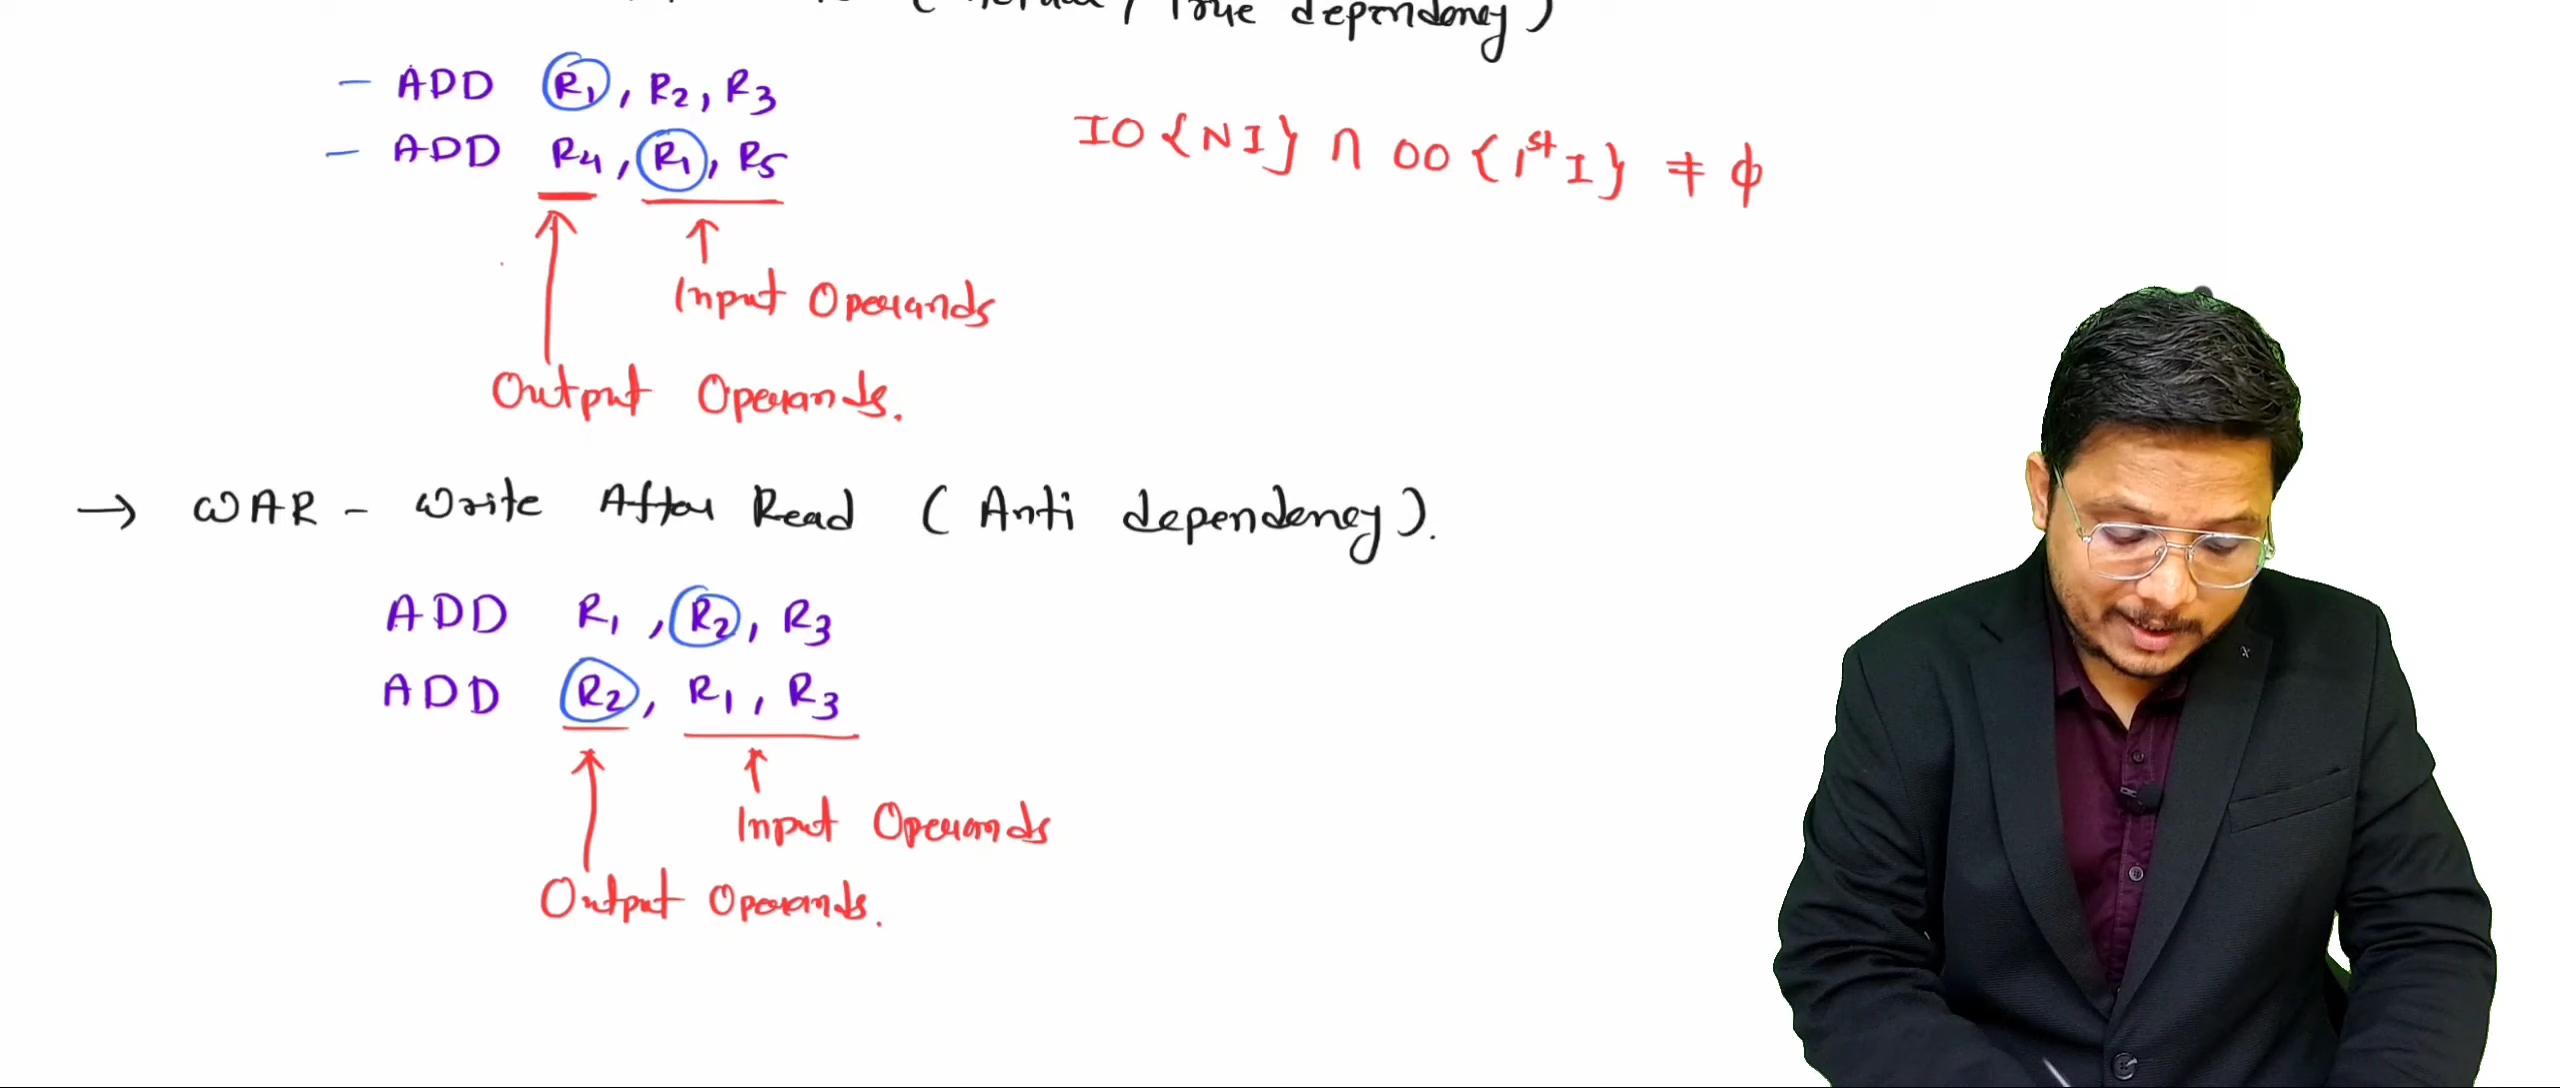 True dependency)
- ADD R1, R2, R3
- ADD R4, R1, R5
IO {NI} ∩ OO {1st I} ≠ ϕ
Input Operands
Output Operands.
→ WAR - Write After Read (Anti dependency).
ADD R1, R2, R3
ADD R2, R1, R3
Input Operands
Output Operands.